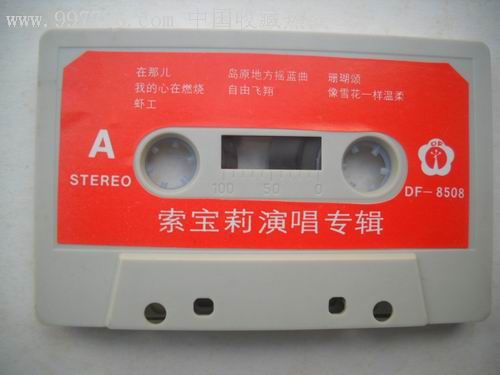 在那儿 岛原地方摇蓝曲 珊瑚颂
我的心在燃烧 自由飞翔 像雪花一样温柔
虾工
A
STEREO
DF
DF-8508
100 50 0
索宝莉演唱专辑